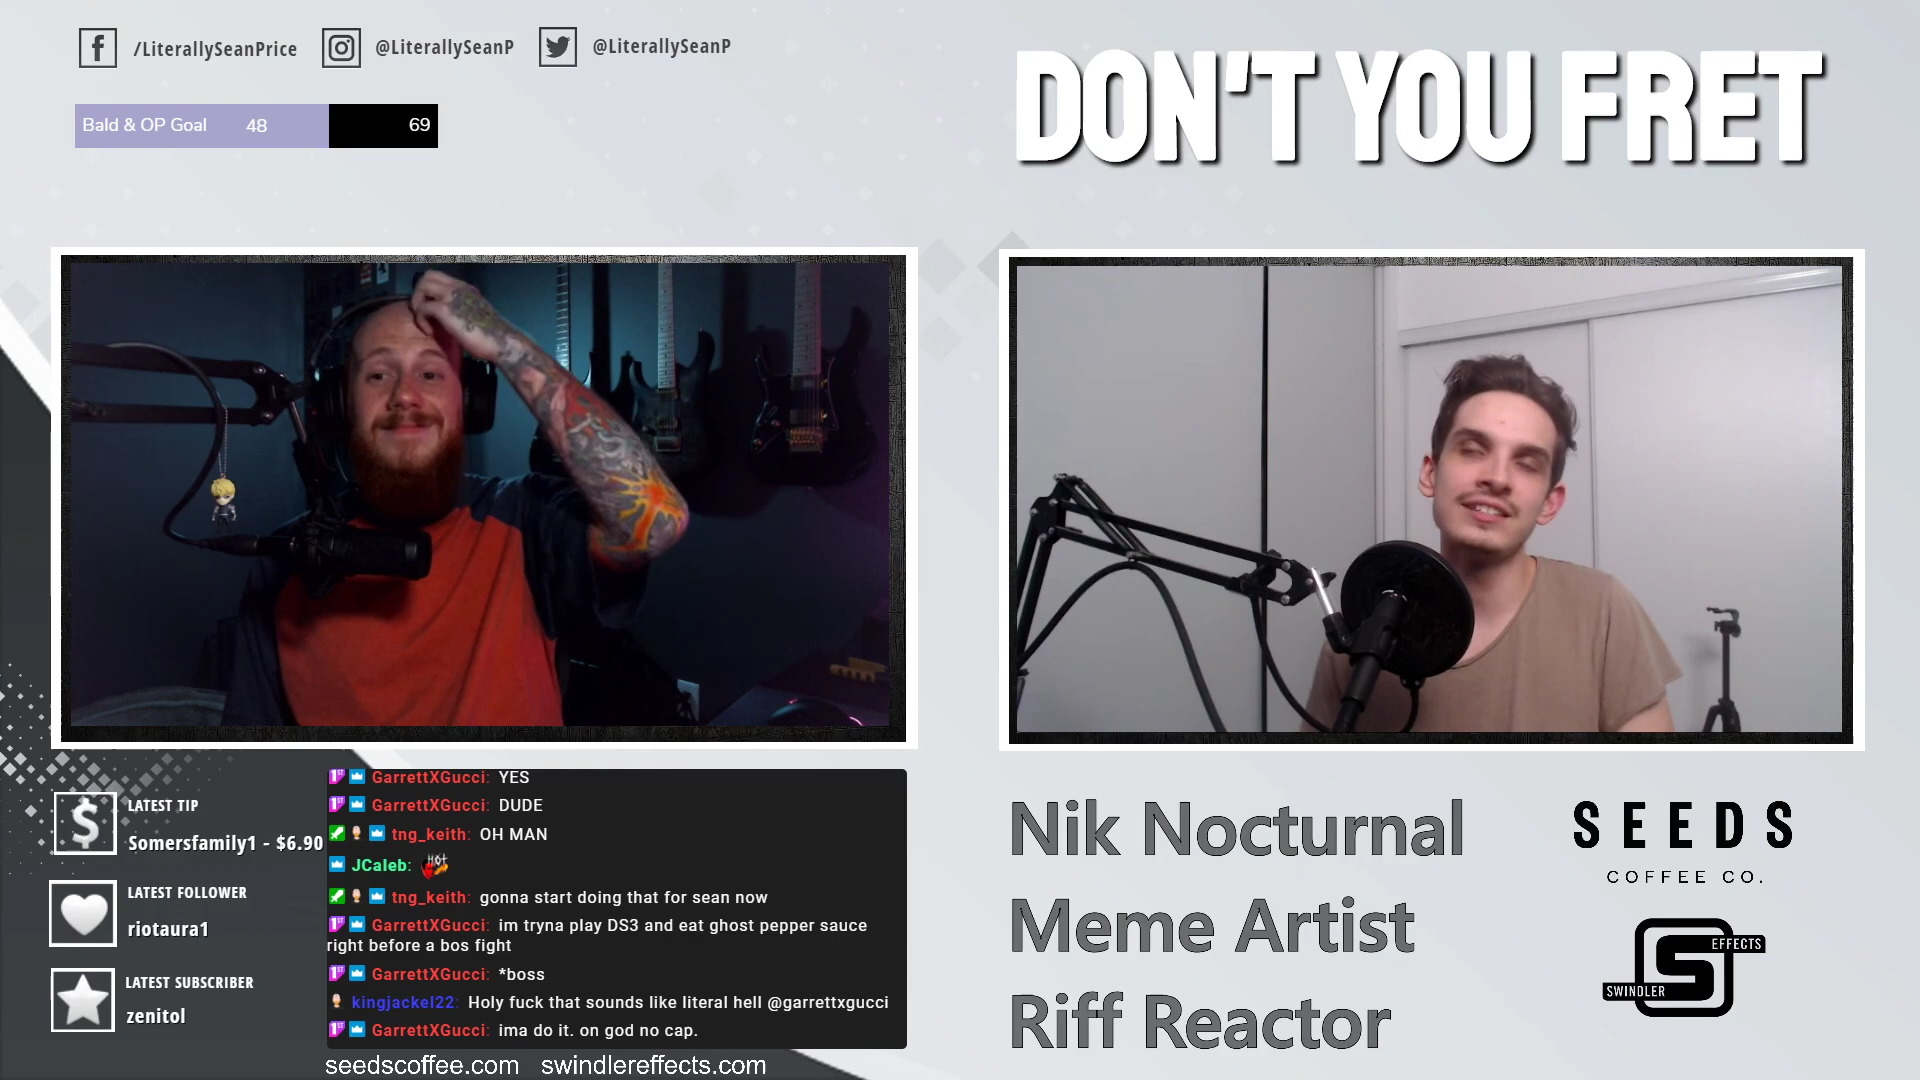 /LiterallySeanPrice
@LiterallySeanP
@LiterallySeanP
Bald & OP Goal 48 69
DON'T YOU FRET
LATEST TIP
Somersfamily1 - $6.90
LATEST FOLLOWER
riotaura1
LATEST SUBSCRIBER
zenitol
GarrettXGucci: YES
GarrettXGucci: DUDE
tng_keith: OH MAN
JCaleb: HOT
tng_keith: gonna start doing that for sean now
GarrettXGucci: im tryna play DS3 and eat ghost pepper sauce
right before a bos fight
GarrettXGucci: *boss
kingjackel22: Holy fuck that sounds like literal hell @garrettxgucci
GarrettXGucci: ima do it. on god no cap.
seedscoffee.com swindlereffects.com
Nik Nocturnal
Meme Artist
Riff Reactor
SEEDS
COFFEE CO.
EFFECTS
S
SWINDLER